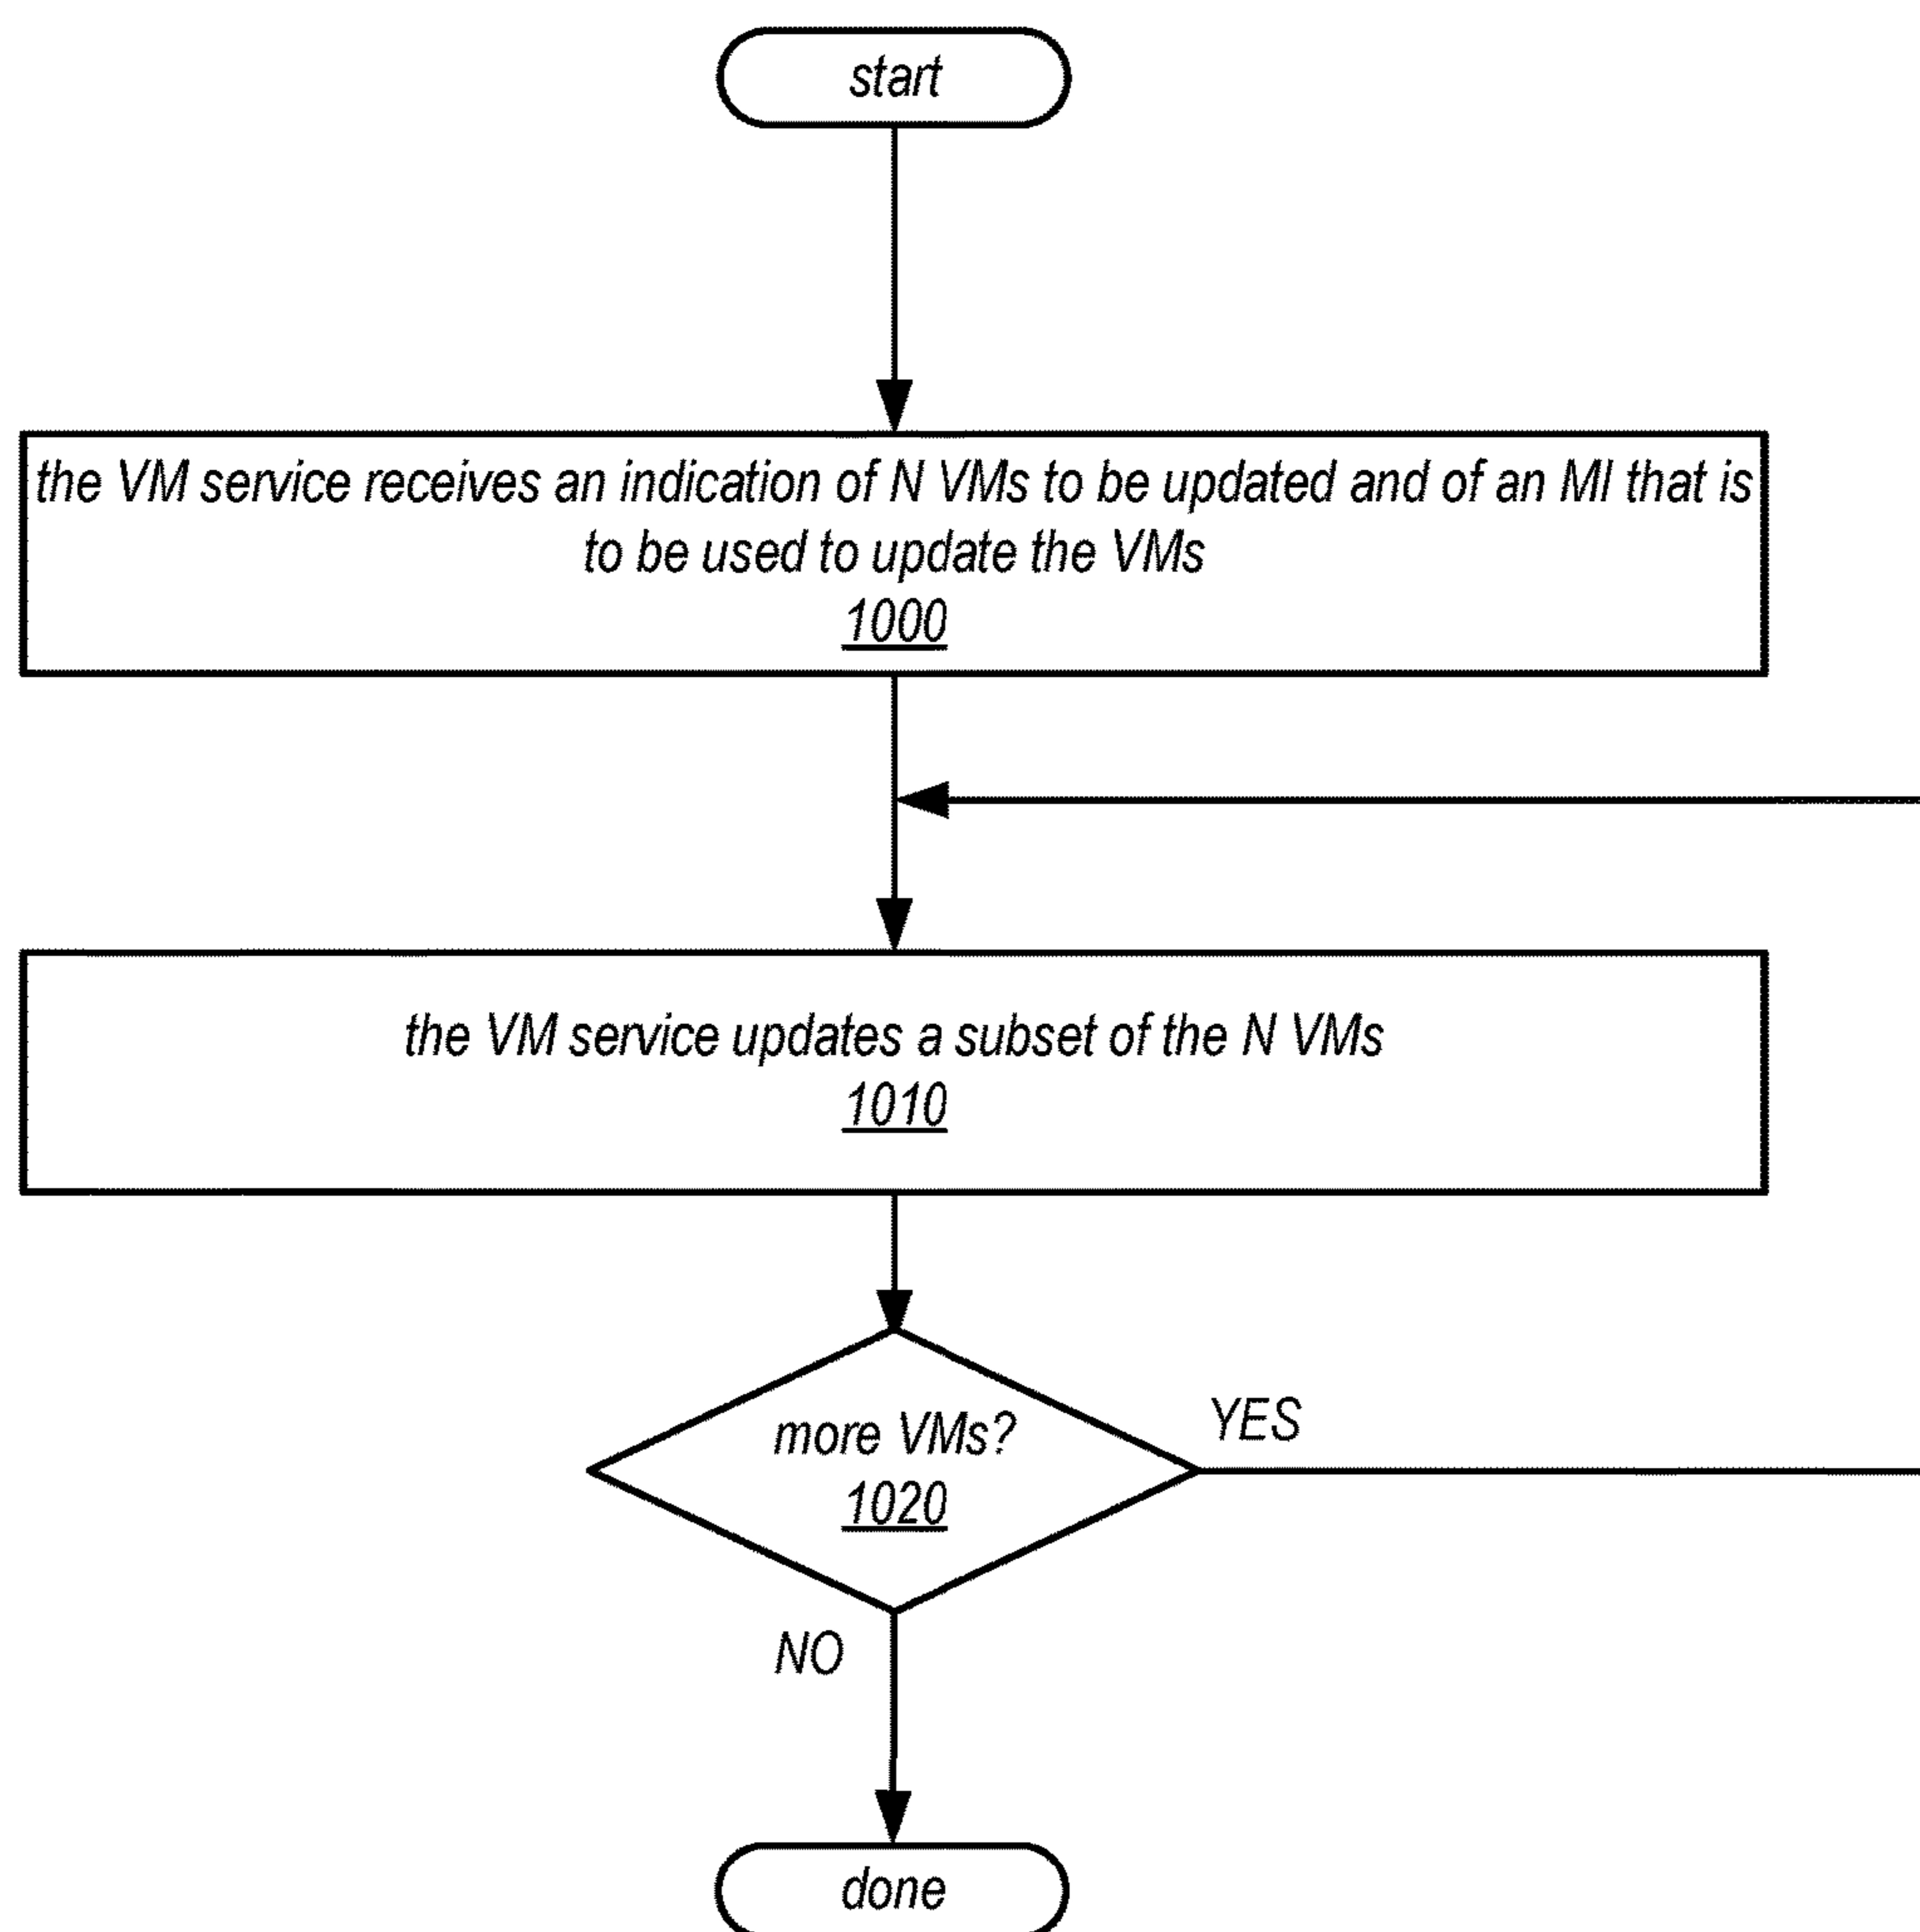 start
the VM service receives an indication of N VMs to be updated and of an MI that is
to be used to update the VMs
1000
the VM service updates a subset of the N VMs
1010
more VMs?
1020
YES
NO
done